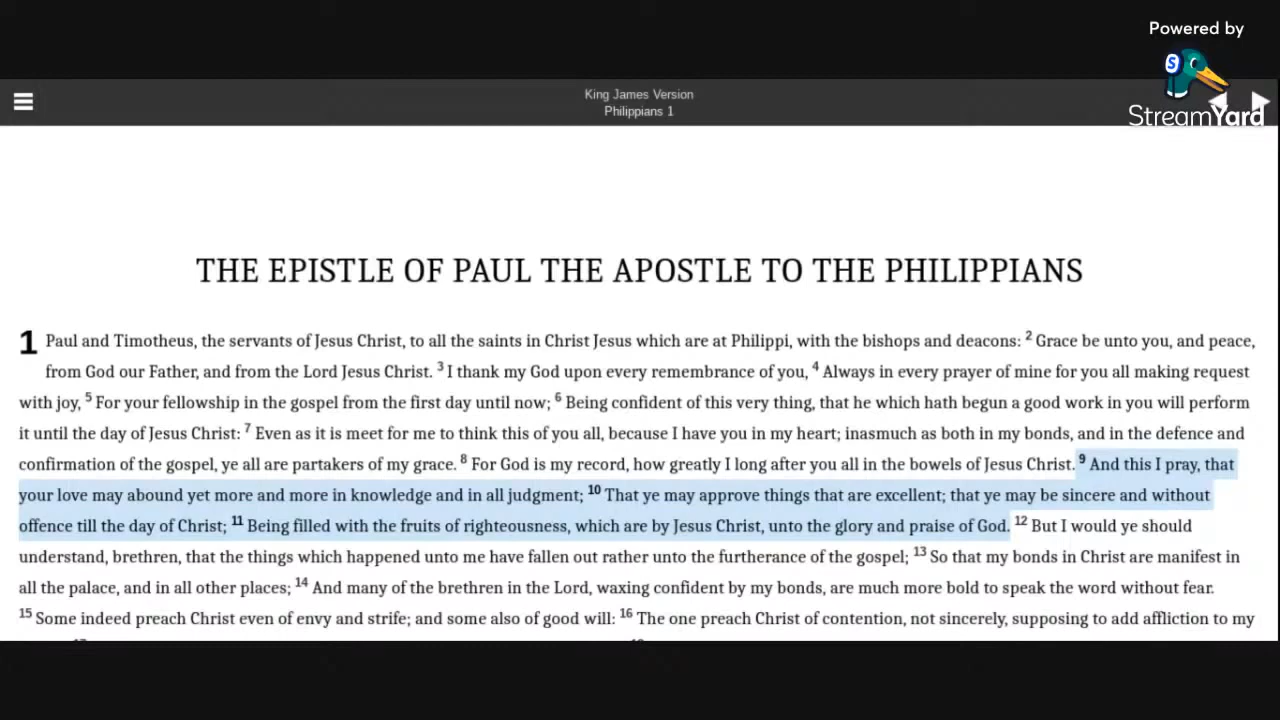 Powered by
StreamYard
King James Version
Philippians 1
THE EPISTLE OF PAUL THE APOSTLE TO THE PHILIPPIANS
1 Paul and Timotheus, the servants of Jesus Christ, to all the saints in Christ Jesus which are at Philippi, with the bishops and deacons: 2 Grace be unto you, and peace,
from God our Father, and from the Lord Jesus Christ. 3 I thank my God upon every remembrance of you, 4 Always in every prayer of mine for you all making request
with joy, 5 For your fellowship in the gospel from the first day until now; 6 Being confident of this very thing, that he which hath begun a good work in you will perform
it until the day of Jesus Christ: 7 Even as it is meet for me to think this of you all, because I have you in my heart; inasmuch as both in my bonds, and in the defence and
confirmation of the gospel, ye all are partakers of my grace. 8 For God is my record, how greatly I long after you all in the bowels of Jesus Christ. 9 And this I pray, that
your love may abound yet more and more in knowledge and in all judgment; 10 That ye may approve things that are excellent; that ye may be sincere and without
offence till the day of Christ; 11 Being filled with the fruits of righteousness, which are by Jesus Christ, unto the glory and praise of God. 12 But I would ye should
understand, brethren, that the things which happened unto me have fallen out rather unto the furtherance of the gospel; 13 So that my bonds in Christ are manifest in
all the palace, and in all other places; 14 And many of the brethren in the Lord, waxing confident by my bonds, are much more bold to speak the word without fear.
15 Some indeed preach Christ even of envy and strife; and some also of good will: 16 The one preach Christ of contention, not sincerely, supposing to add affliction to my